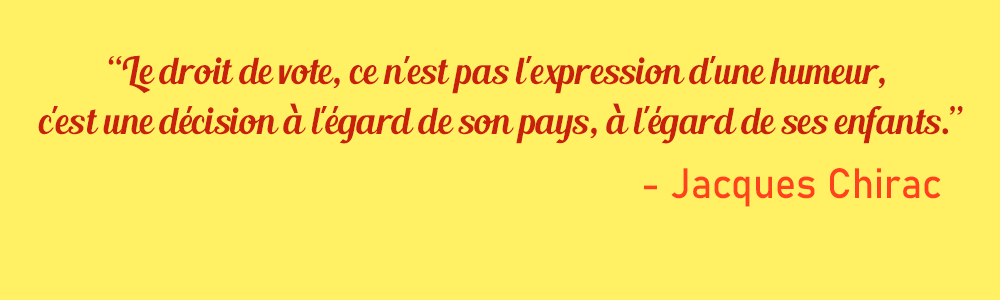 “Le droit de vote, ce n'est pas l'expression d'une humeur,
c'est une décision à l'égard de son pays, à l'égard de ses enfants.”
- Jacques Chirac